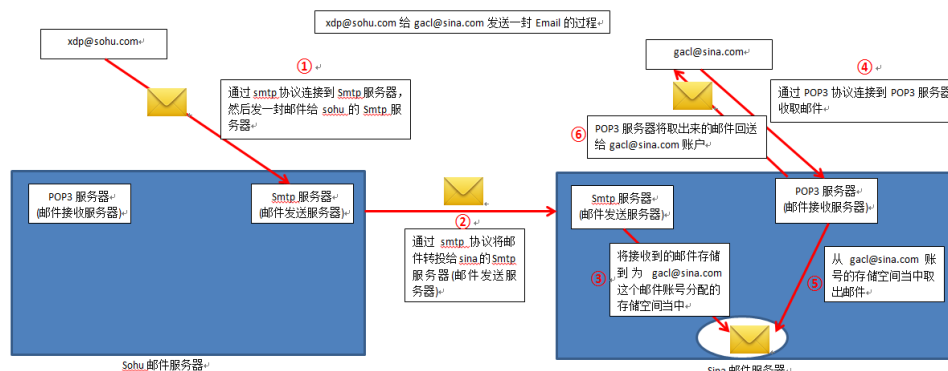 xdp@sohu.com 给 gacl@sina.com 发送一封 Email 的过程
xdp@sohu.com
①
通过 smtp 协议连接到 Smtp 服务器,
然后发一封邮件给 sohu 的 Smtp 服
务器
POP3 服务器
(邮件接收服务器)
Smtp 服务器
(邮件发送服务器)
Sohu 邮件服务器
②
通过 smtp 协议将邮
件转投给 sina 的 Smtp
服务器(邮件发送服
务器)
gacl@sina.com
④
通过 POP3 协议连接到 POP3 服务器
收取邮件
⑥
POP3 服务器将取出来的邮件回送
给 gacl@sina.com 账户
Smtp 服务器
(邮件发送服务器)
POP3 服务器
(邮件接收服务器)
③
将接收到的邮件存储
到为 gacl@sina.com
这个邮件账号分配的
存储空间当中
⑤
从 gacl@sina.com 账
号的存储空间当中取
出邮件
Sina 邮件服务器